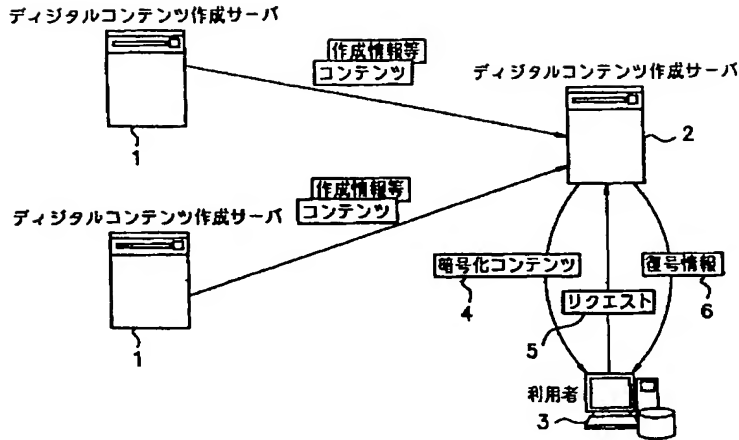 ディジタルコンテンツ作成サーバ
作成情報等
コンテンツ
1
ディジタルコンテンツ作成サーバ
2
ディジタルコンテンツ作成サーバ
作成情報等
コンテンツ
1
暗号化コンテンツ
4
リクエスト
5
復号情報
6
利用者
3